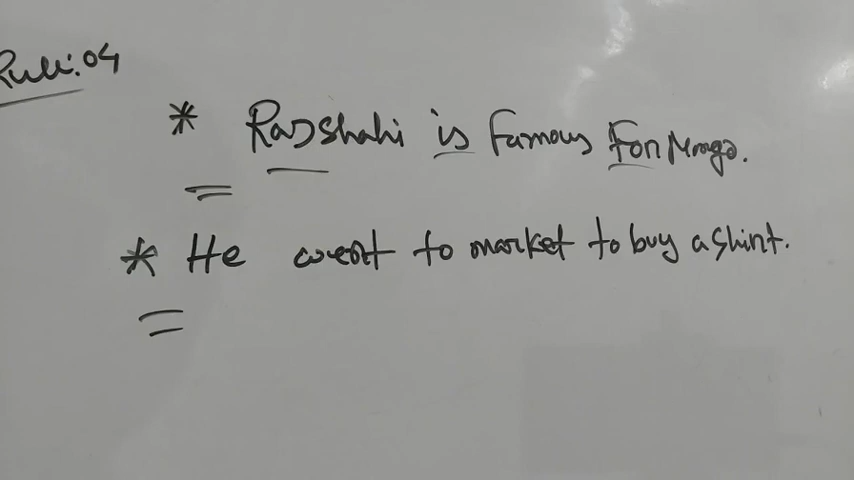 Rule: 04
* Rajshahi is Famous For Mango.
* He went to market to buy a shirt.